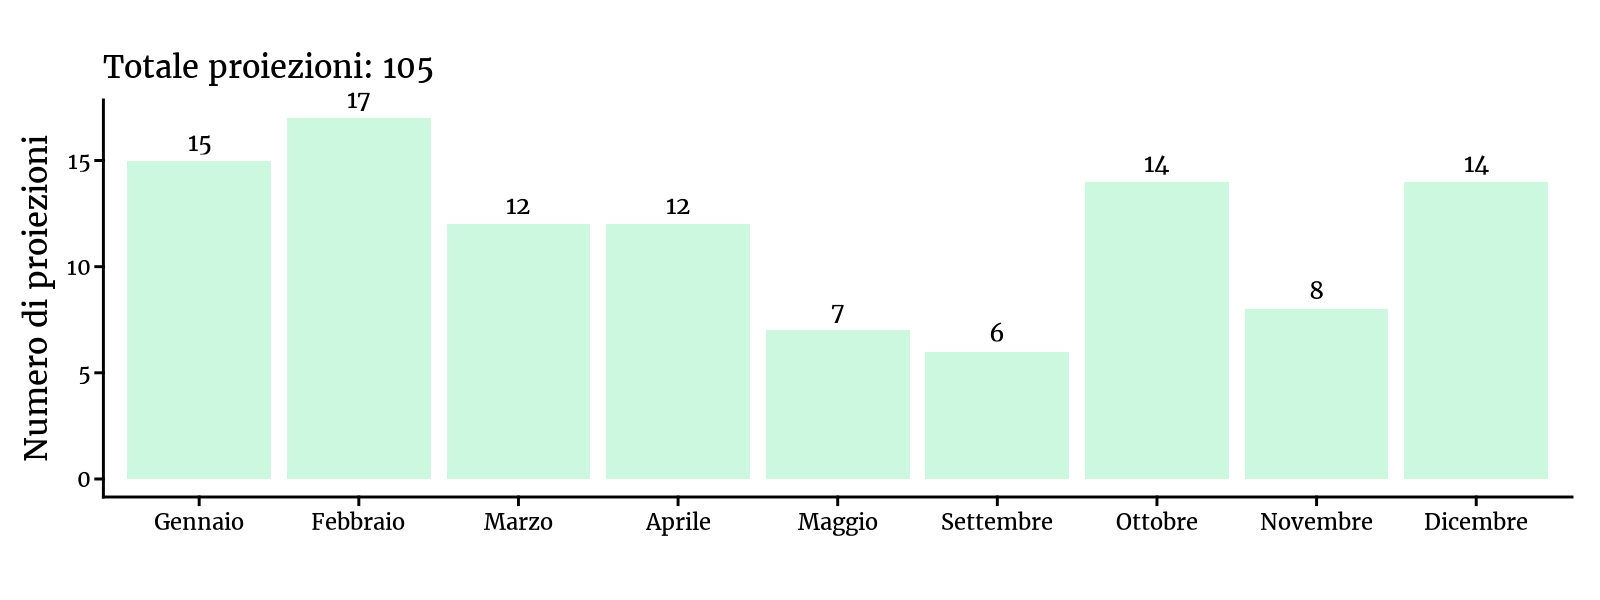 Totale proiezioni: 105
Numero di proiezioni
15
10
5
0
15
17
12
12
7
6
14
8
14
Gennaio
Febbraio
Marzo
Aprile
Maggio
Settembre
Ottobre
Novembre
Dicembre